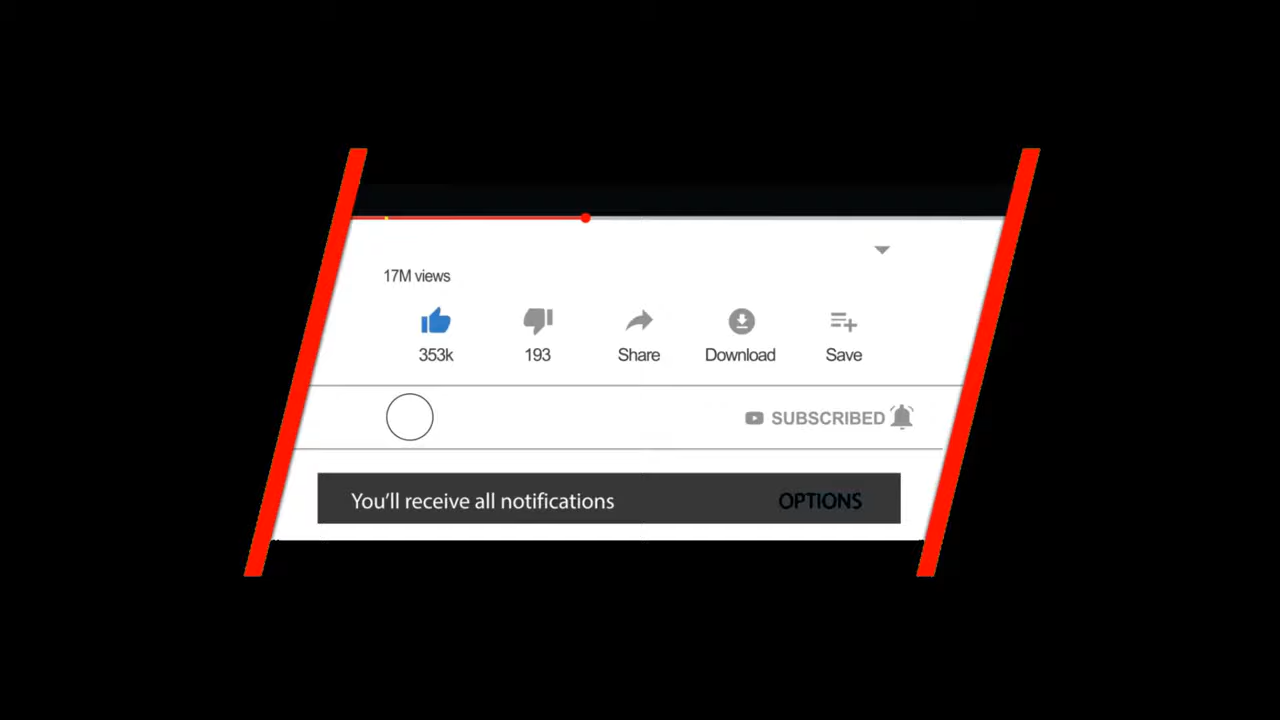 17M views
353k 193 Share Download Save
SUBSCRIBED
You'll receive all notifications OPTIONS